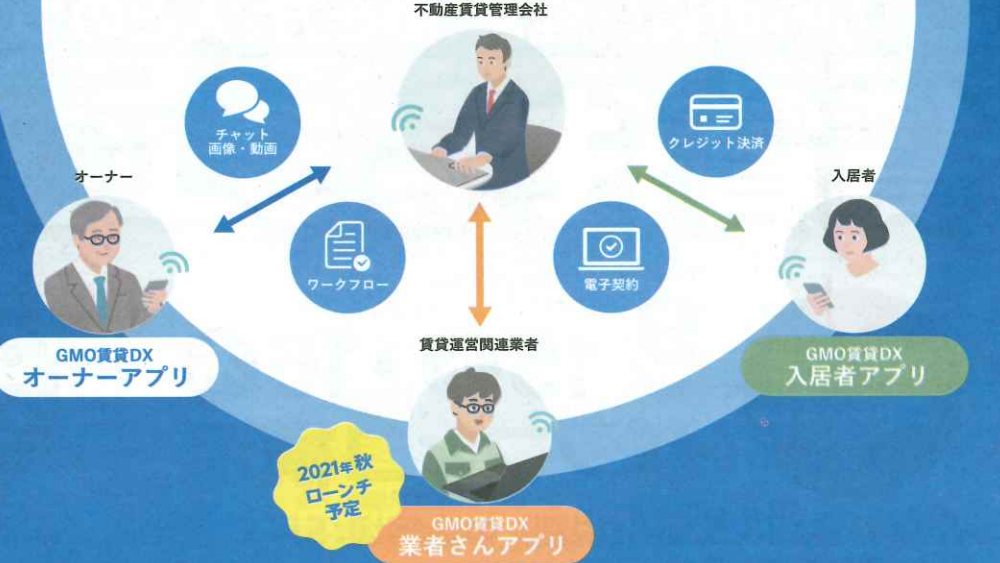 不動産賃貸管理会社
チャット
画像・動画
クレジット決済
オーナー
入居者
ワークフロー
電子契約
賃貸運営関連業者
GMO賃貸DX
オーナーアプリ
GMO賃貸DX
入居者アプリ
2021年秋
ローンチ
予定
GMO賃貸DX
業者さんアプリ